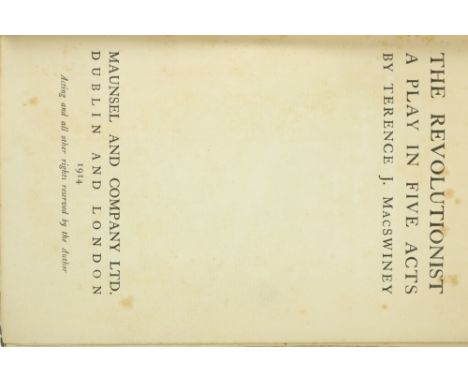 THE REVOLUTIONIST
A PLAY IN FIVE ACTS
BY TERENCE J. MACSWINEY
MAUNSEL AND COMPANY LTD.
DUBLIN AND LONDON
1914
Acting and all other rights reserved by the Author